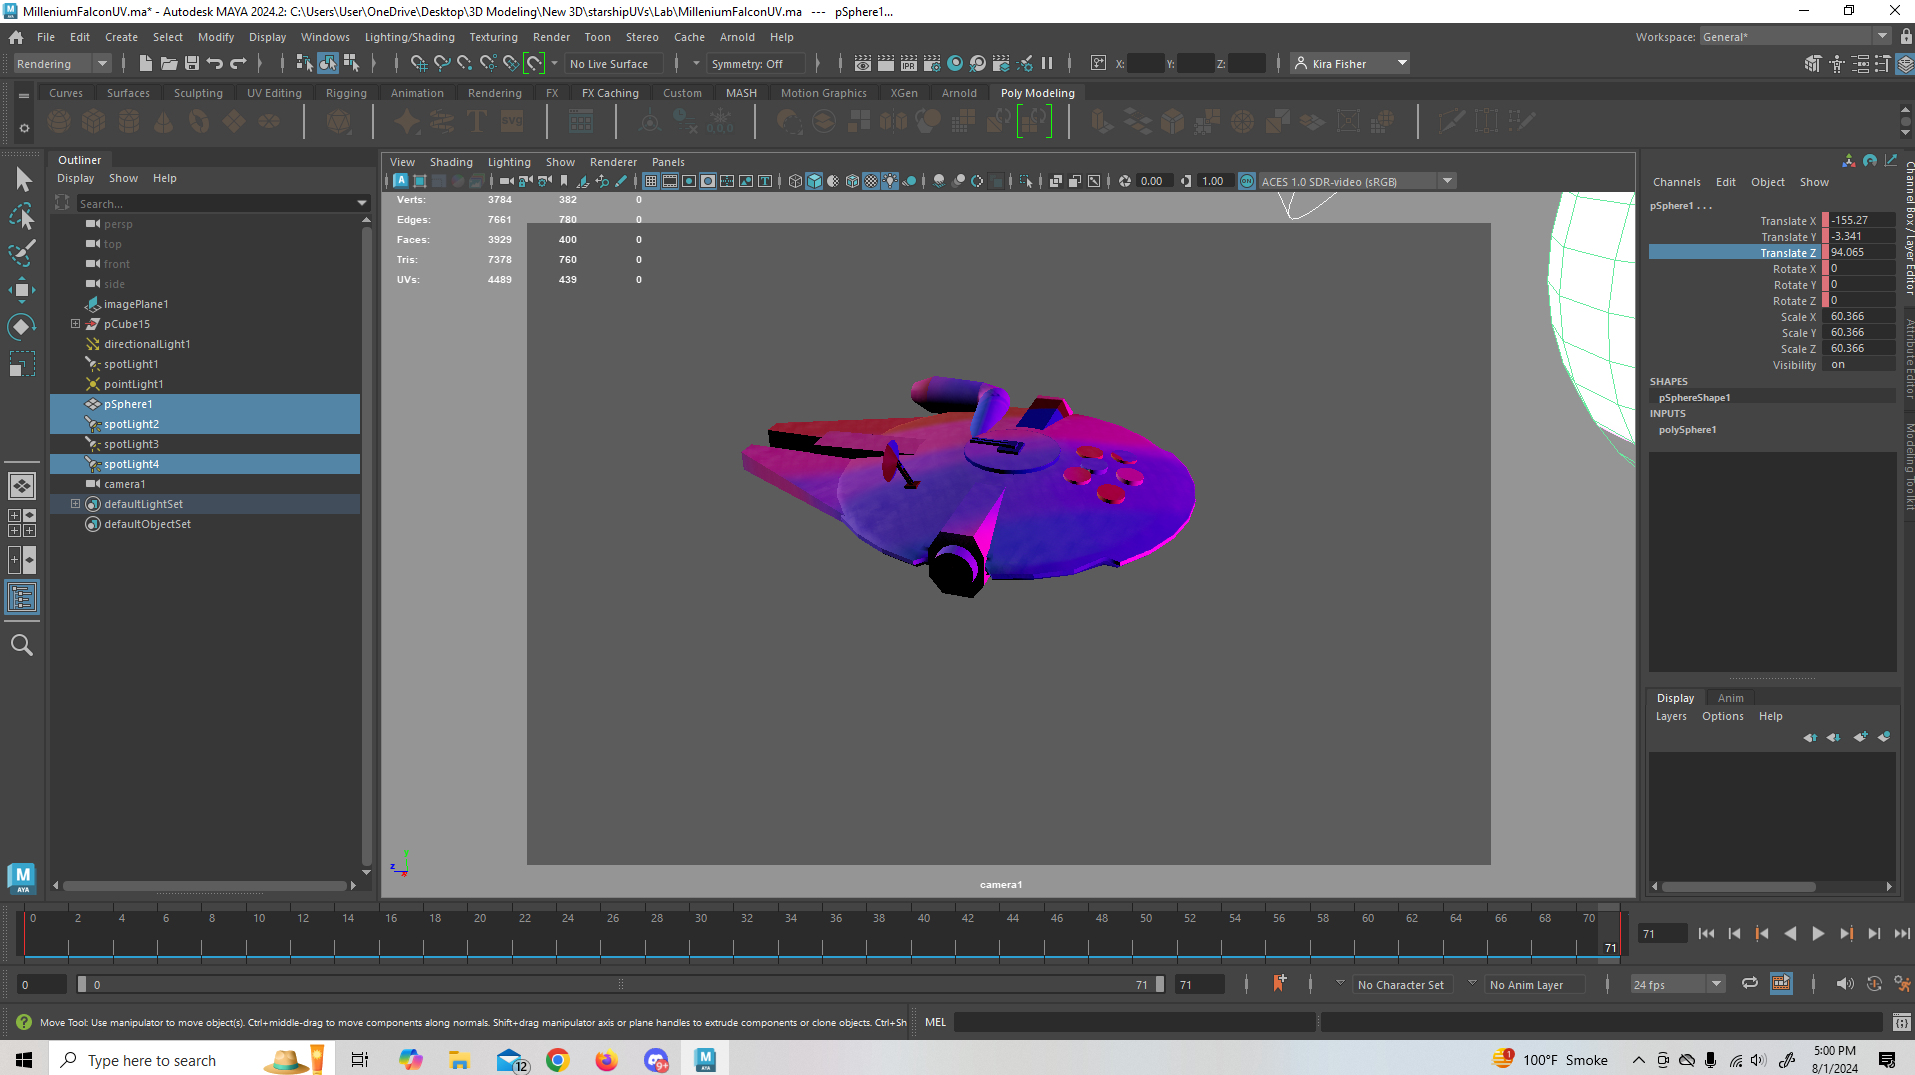 MilleniumFalconUV.ma* - Autodesk MAYA 2024.2: C:\Users\User\OneDrive\Desktop\3D Modeling\New 3D\starshipUVs\Lab\MilleniumFalconUV.ma --- pSphere1...
File Edit Create Select Modify Display Windows Lighting/Shading Texturing Render Toon Stereo Cache Arnold Help Workspace: General*
Rendering No Live Surface Symmetry: Off IPR X: Y: Z: Kira Fisher
Curves Surfaces Sculpting UV Editing Rigging Animation Rendering FX FX Caching Custom MASH Motion Graphics XGen Arnold Poly Modeling
Outliner
Display Show Help
Search...
persp
top
front
side
imagePlane1
pCube15
directionalLight1
spotLight1
pointLight1
pSphere1
spotLight2
spotLight3
spotLight4
camera1
defaultLightSet
defaultObjectSet
View Shading Lighting Show Renderer Panels
0.00 1.00 ON ACES 1.0 SDR-video (sRGB)
Verts: 3784 382 0
Edges: 7661 780 0
Faces: 3929 400 0
Tris: 7378 760 0
UVs: 4489 439 0
camera1
Channels Edit Object Show
pSphere1 . . .
Translate X -155.27
Translate Y -3.341
Translate Z 94.065
Rotate X 0
Rotate Y 0
Rotate Z 0
Scale X 60.366
Scale Y 60.366
Scale Z 60.366
Visibility on
SHAPES
pSphereShape1
INPUTS
polySphere1
Channel Box / Layer Editor
Attribute Editor
Modeling Toolkit
Display Anim
Layers Options Help
0 2 4 6 8 10 12 14 16 18 20 22 24 26 28 30 32 34 36 38 40 42 44 46 48 50 52 54 56 58 60 62 64 66 68 70
71
71
0 0 71 71 No Character Set No Anim Layer 24 fps
Move Tool: Use manipulator to move object(s). Ctrl+middle-drag to move components along normals. Shift+drag manipulator axis or plane handles to extrude components or clone objects. Ctrl+Sh
MEL
Type here to search
12
9+
1 100°F Smoke
5:00 PM
8/1/2024